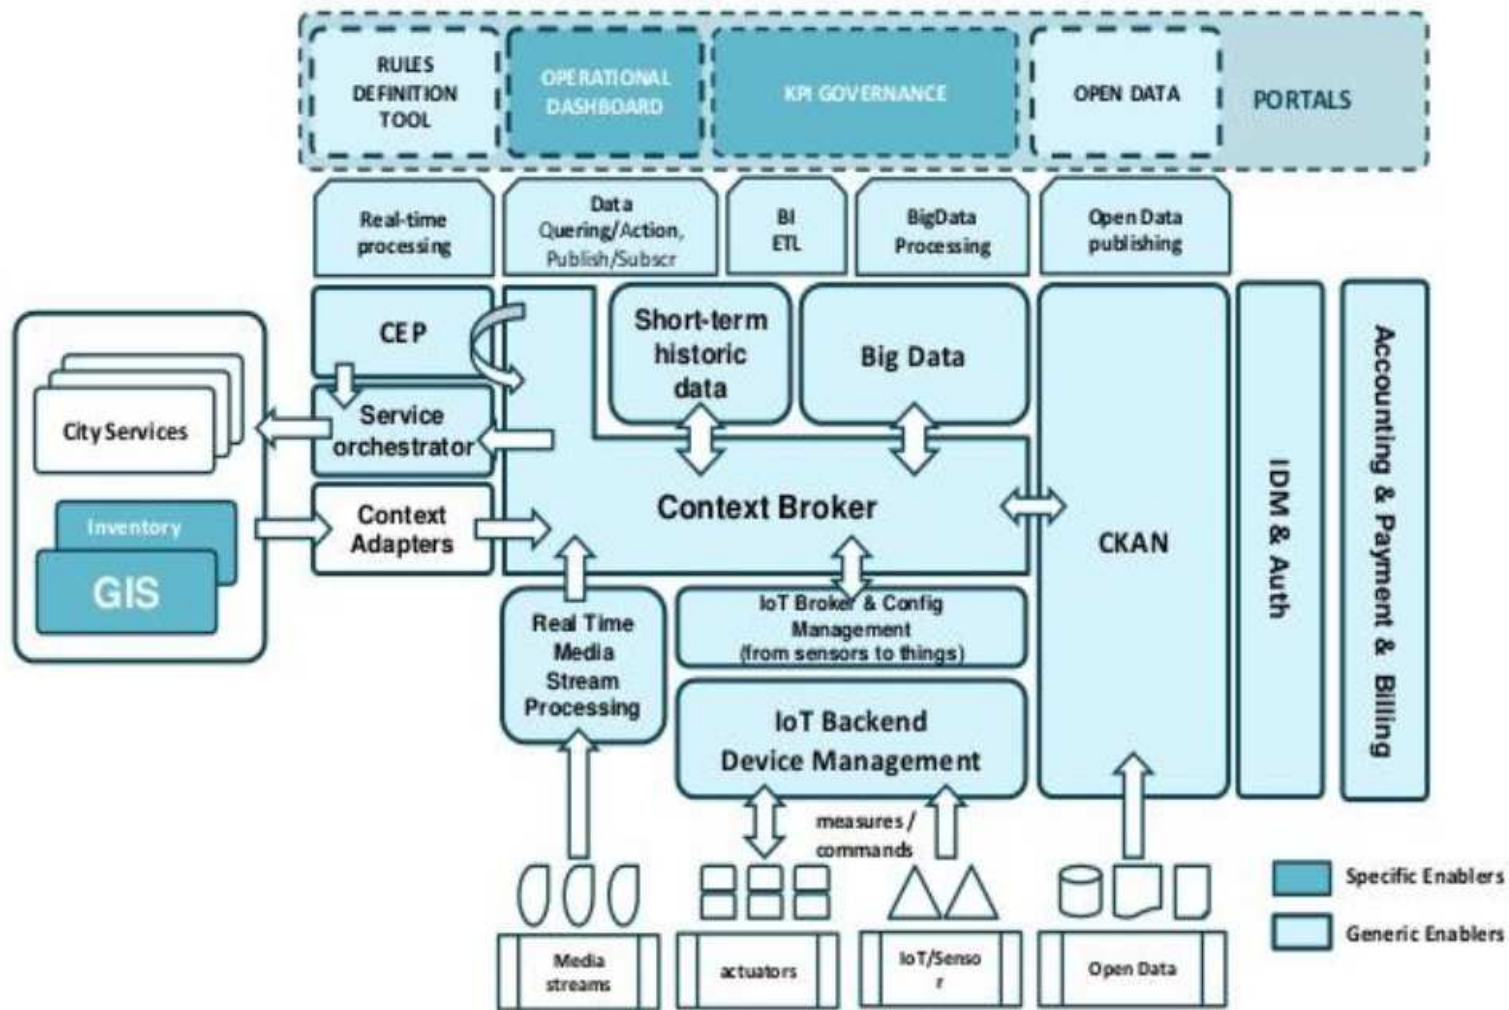 RULES
DEFINITION
TOOL
OPERATIONAL
DASHBOARD
KPI GOVERNANCE
OPEN DATA
PORTALS
Real-time
processing
Data
Quering/Action,
Publish/Subscr
BI
ETL
BigData
Processing
Open Data
publishing
CEP
Short-term
historic
data
Big Data
City Services
Service
orchestrator
Context Broker
Inventory
GIS
Context
Adapters
CKAN
IDM & Auth
Accounting & Payment & Billing
Real Time
Media
Stream
Processing
IoT Broker & Config
Management
(from sensors to things)
IoT Backend
Device Management
measures /
commands
Media
streams
actuators
IoT/Senso
r
Open Data
Specific Enablers
Generic Enablers